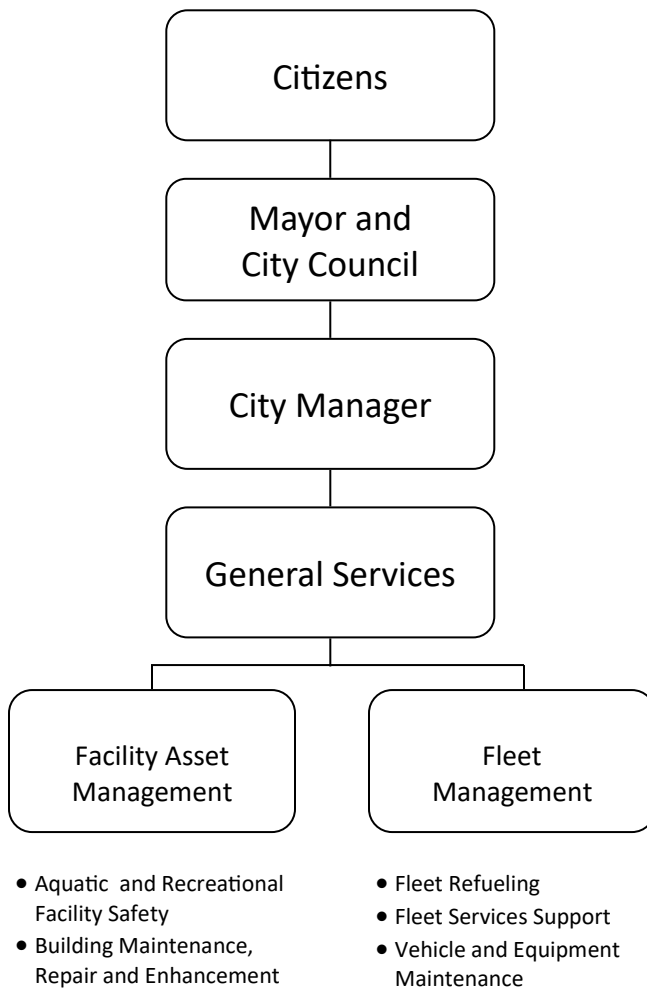 Citizens
Mayor and
City Council
City Manager
General Services
Facility Asset
Management
Fleet
Management
• Aquatic and Recreational
Facility Safety
• Building Maintenance,
Repair and Enhancement
• Fleet Refueling
• Fleet Services Support
• Vehicle and Equipment
Maintenance